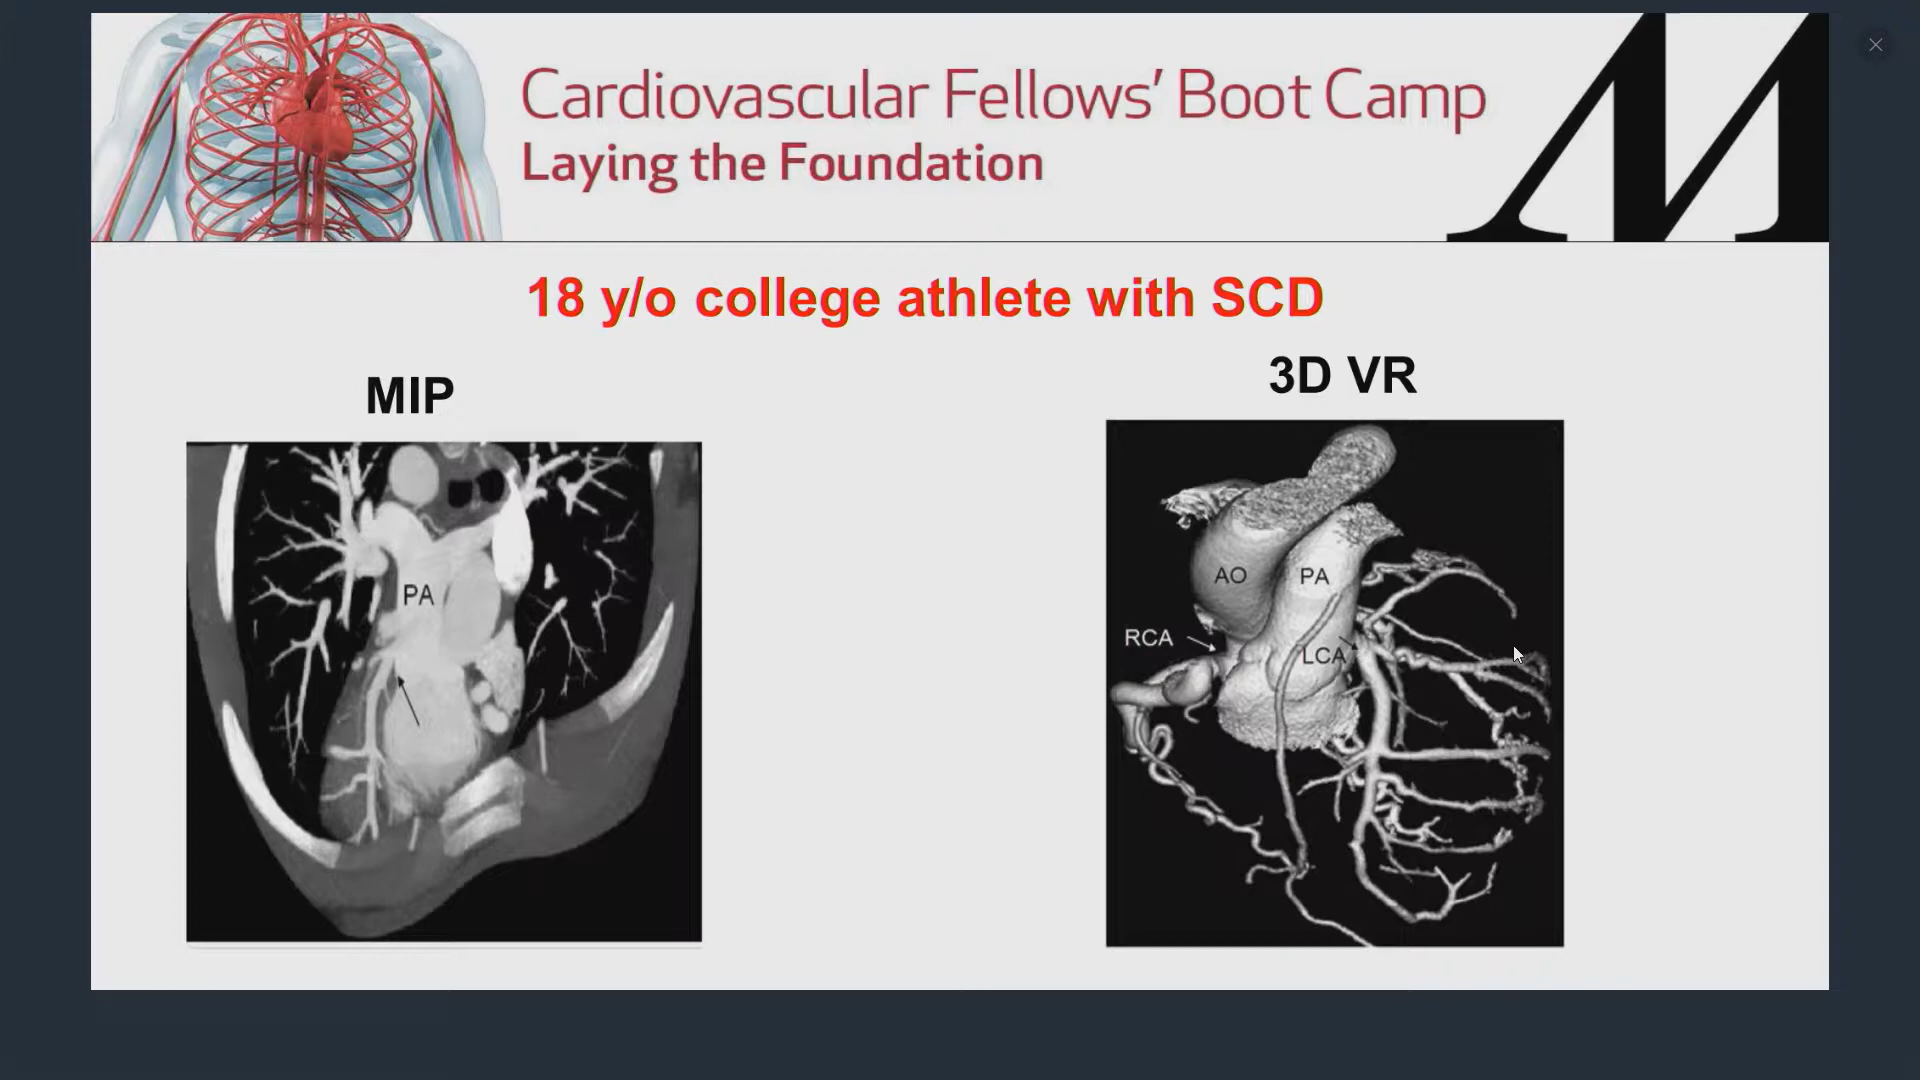 Cardiovascular Fellows' Boot Camp
Laying the Foundation
M
18 y/o college athlete with SCD
MIP
3D VR
PA
AO
PA
RCA
LCA